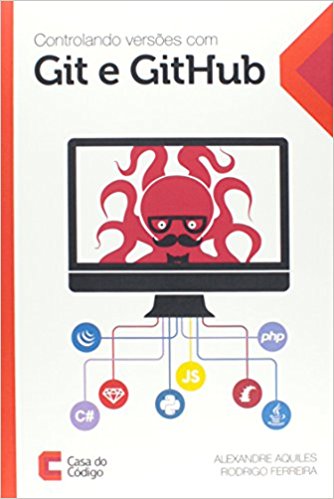 Controlando versões com
Git e GitHub
php
JS
C#
ALEXANDRE AQUILES
RODRIGO FERREIRA
Casa do
Código